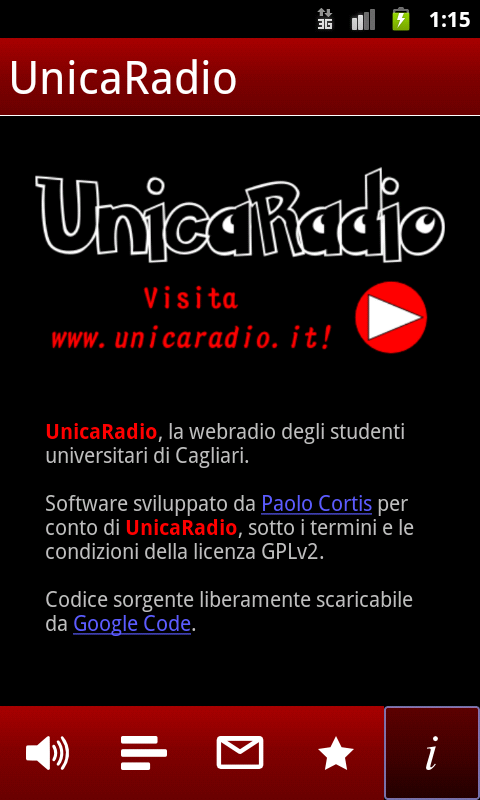 3G 1:15
UnicaRadio
UnicaRadio
Visita
www.unicaradio.it!
UnicaRadio, la webradio degli studenti
universitari di Cagliari.
Software sviluppato da Paolo Cortis per
conto di UnicaRadio, sotto i termini e le
condizioni della licenza GPLv2.
Codice sorgente liberamente scaricabile
da Google Code.
i